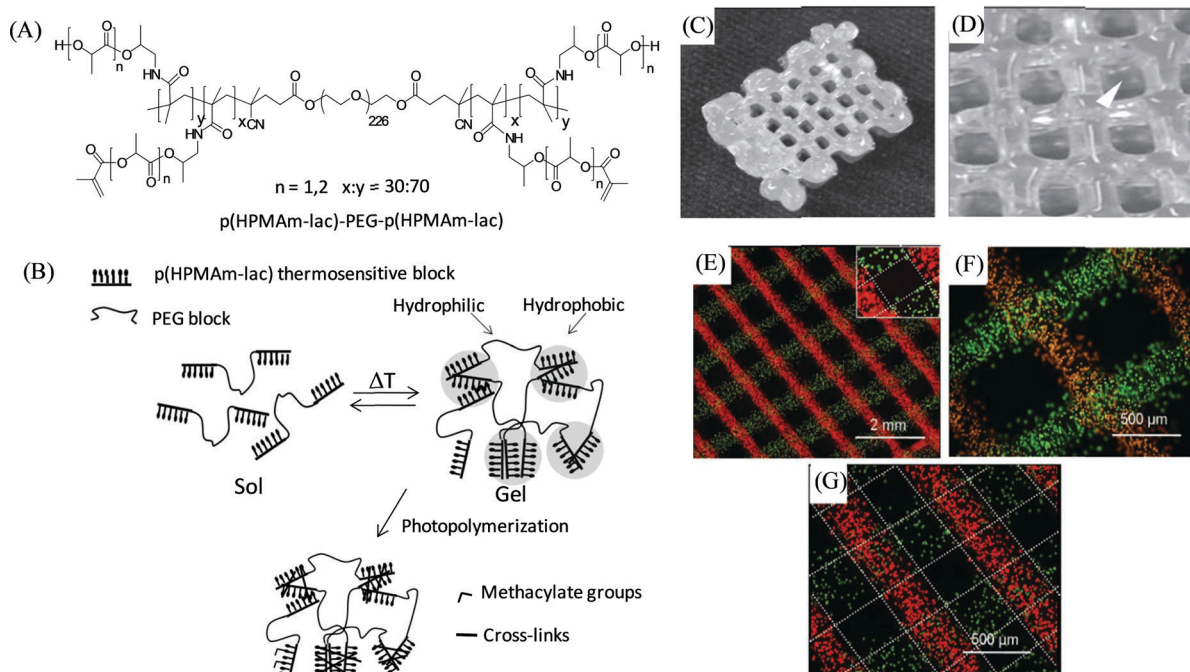 (A)
H
O
O
O
n
HN
O
O
HN
O
O
O
O
H
n
y
x
CN
O
O
226
O
O
CN
x
y
O
NH
O
O
O
O
O
n
O
NH
O
O
O
O
n
n = 1,2 x:y = 30:70
p(HPMAm-lac)-PEG-p(HPMAm-lac)
(B)
p(HPMAm-lac) thermosensitive block
PEG block
Hydrophilic
Hydrophobic
ΔT
Sol
Gel
Photopolymerization
Methacylate groups
Cross-links
(C)
(D)
(E)
2 mm
(F)
500 µm
(G)
500 µm